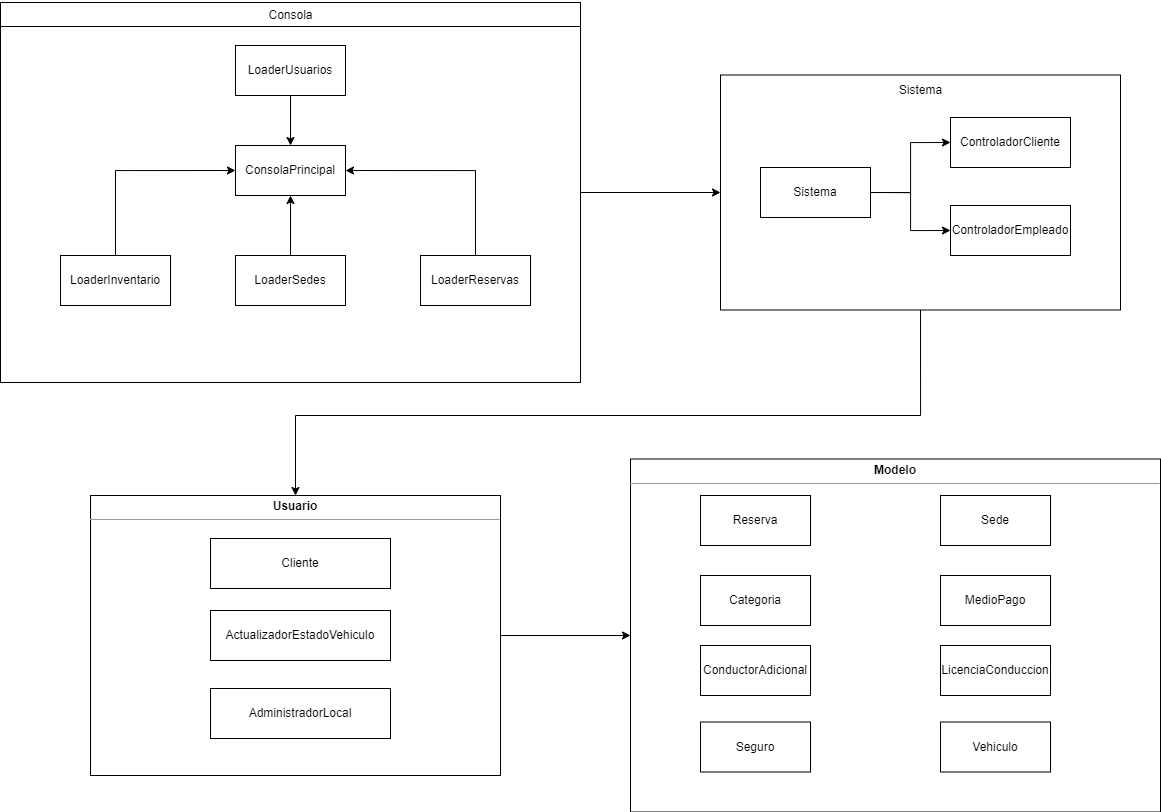 Consola
LoaderUsuarios
ConsolaPrincipal
LoaderInventario
LoaderSedes
LoaderReservas
Sistema
Sistema
ControladorCliente
ControladorEmpleado
Usuario
Cliente
ActualizadorEstadoVehiculo
AdministradorLocal
Modelo
Reserva
Sede
Categoria
MedioPago
ConductorAdicional
LicenciaConduccion
Seguro
Vehiculo